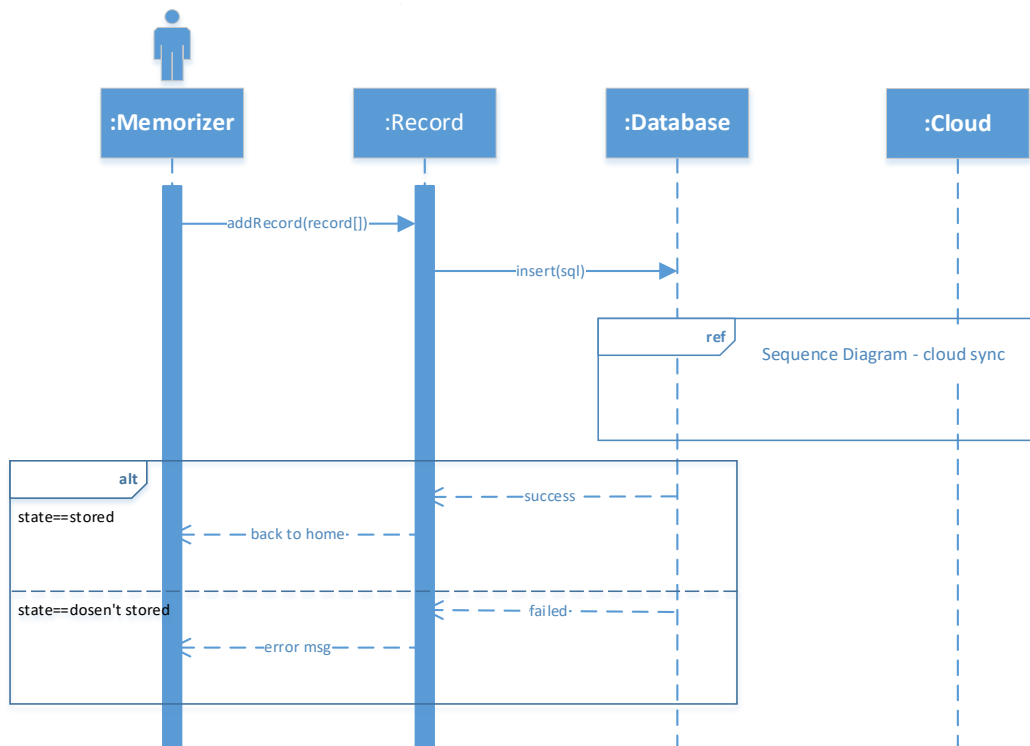 :Memorizer
:Record
:Database
:Cloud
addRecord(record[])
insert(sql)
ref
Sequence Diagram - cloud sync
alt
success
state==stored
back to home
state==dosen't stored
failed
error msg